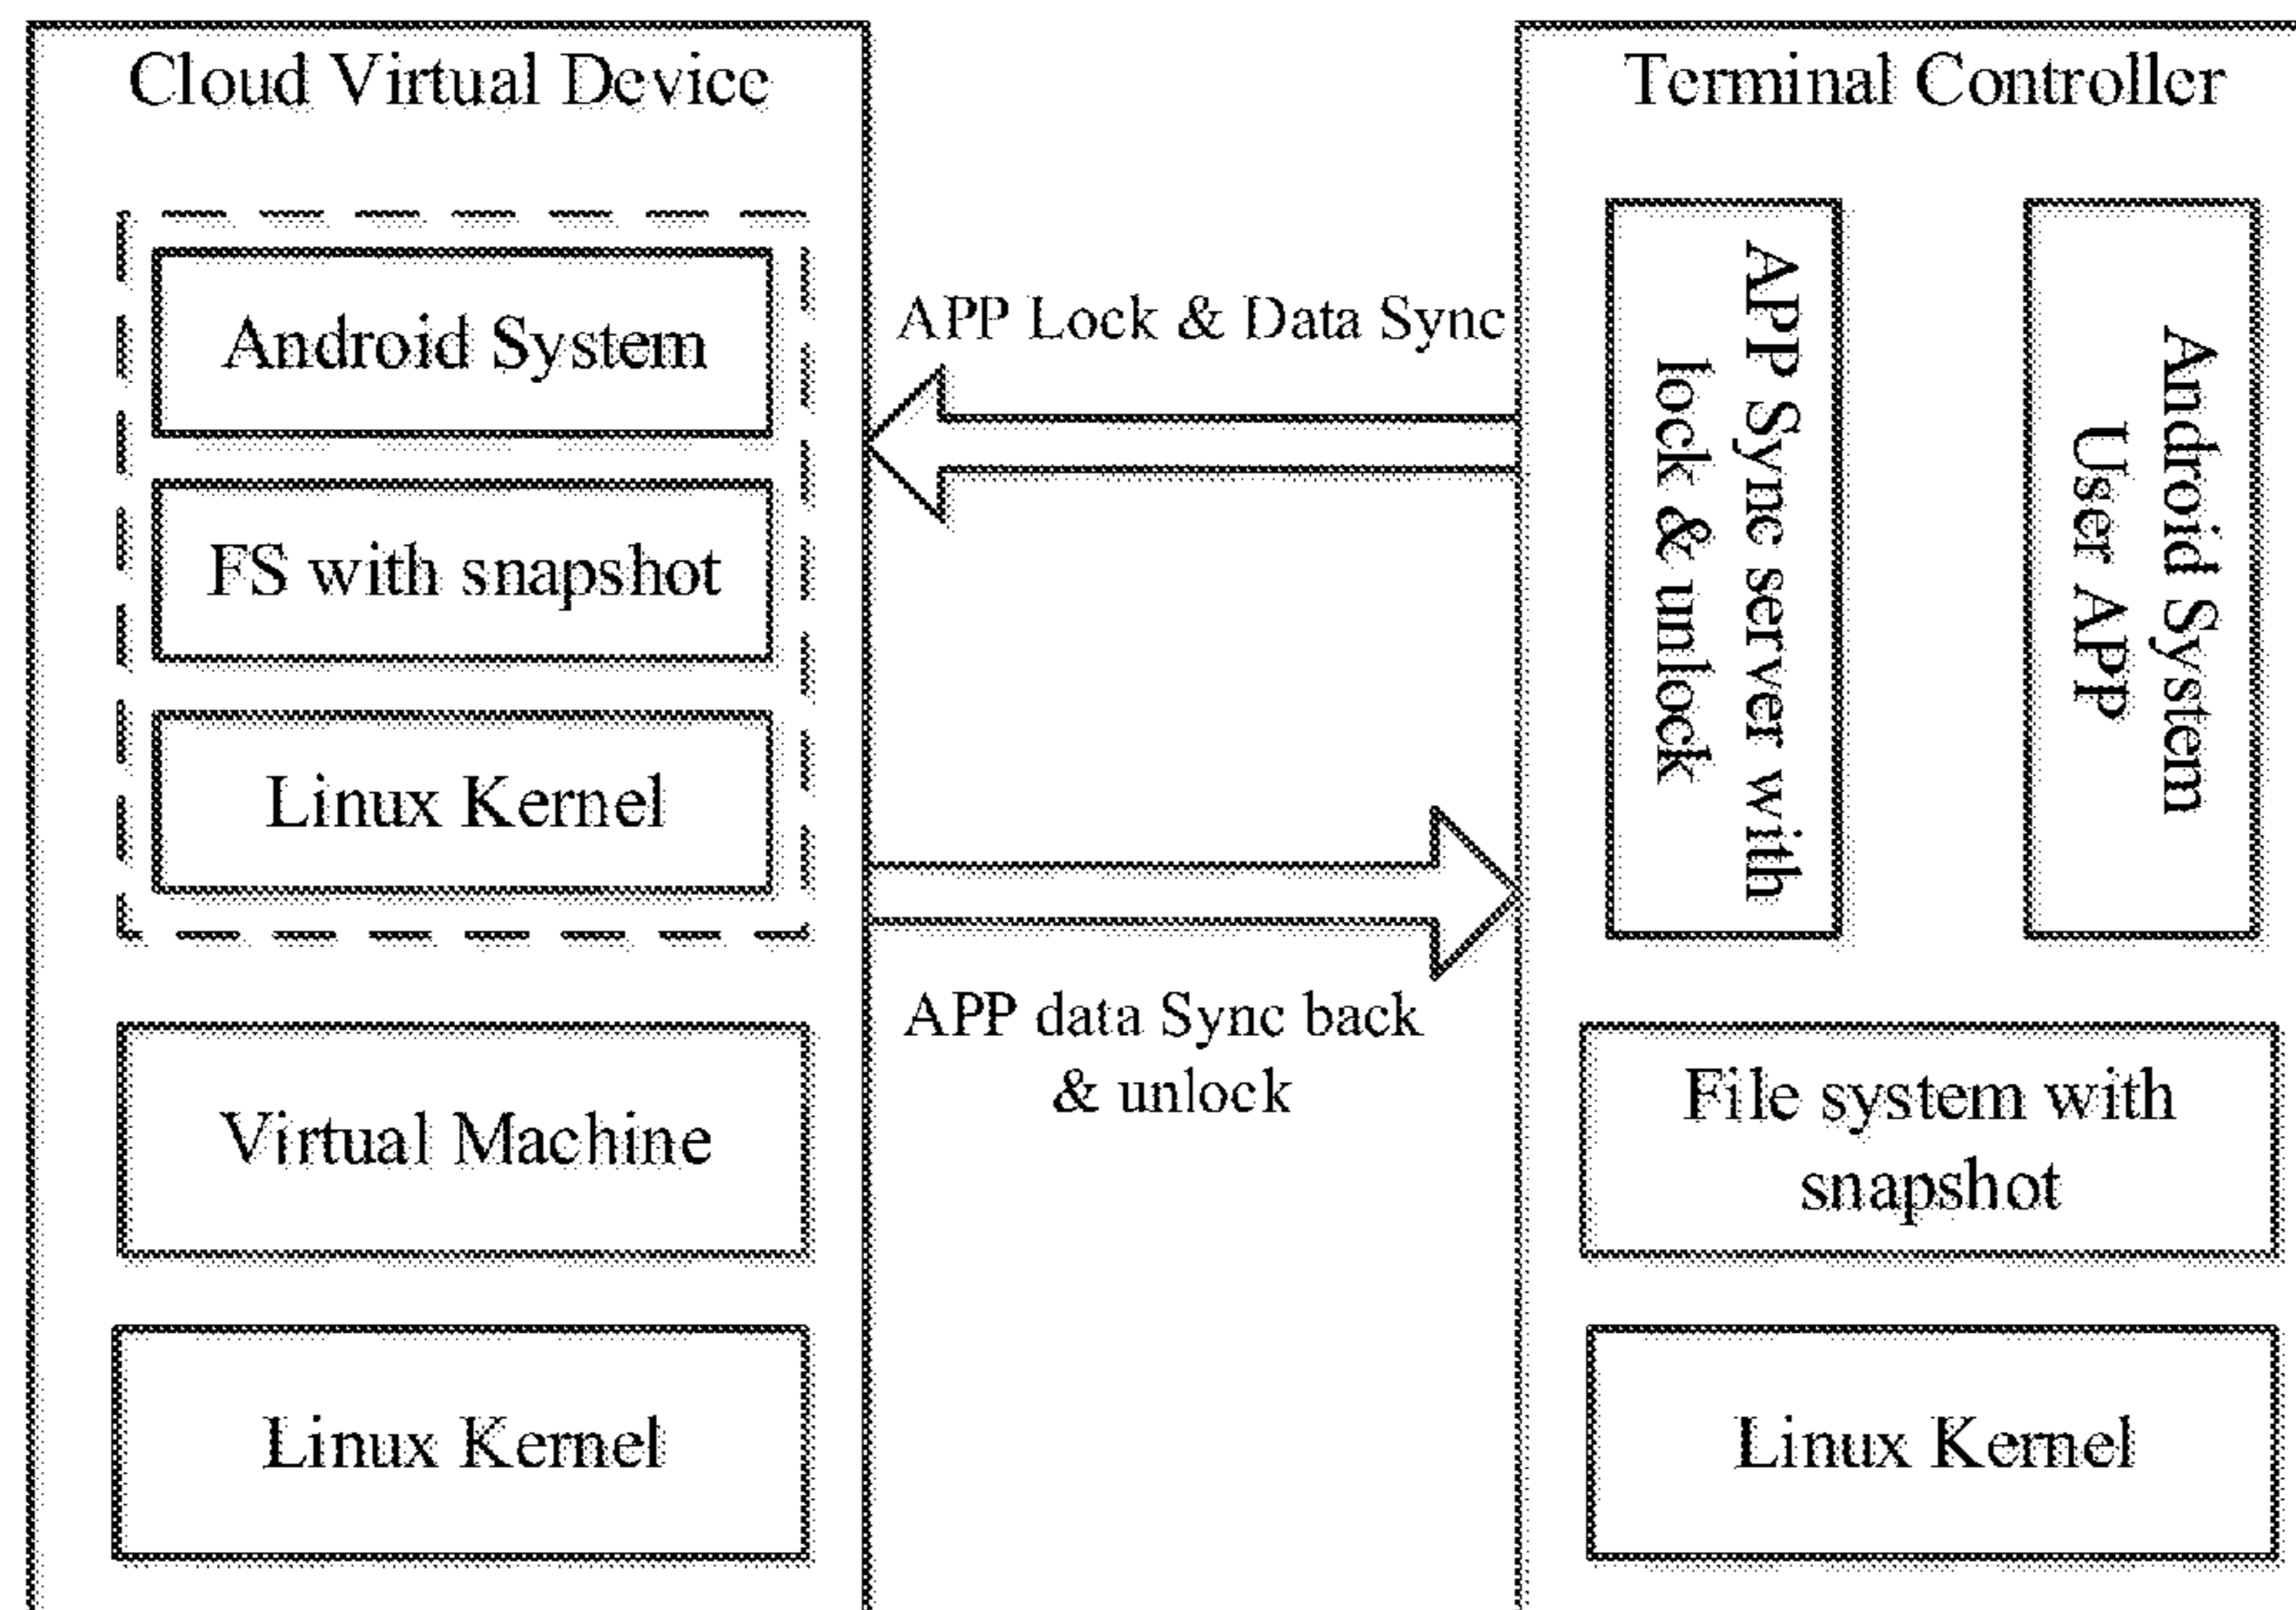 Cloud Virtual Device
Android System
FS with snapshot
Linux Kernel
Virtual Machine
Linux Kernel
APP Lock & Data Sync
APP data Sync back
& unlock
Terminal Controller
APP Sync server with
lock & unlock
Android System
User APP
File system with
snapshot
Linux Kernel